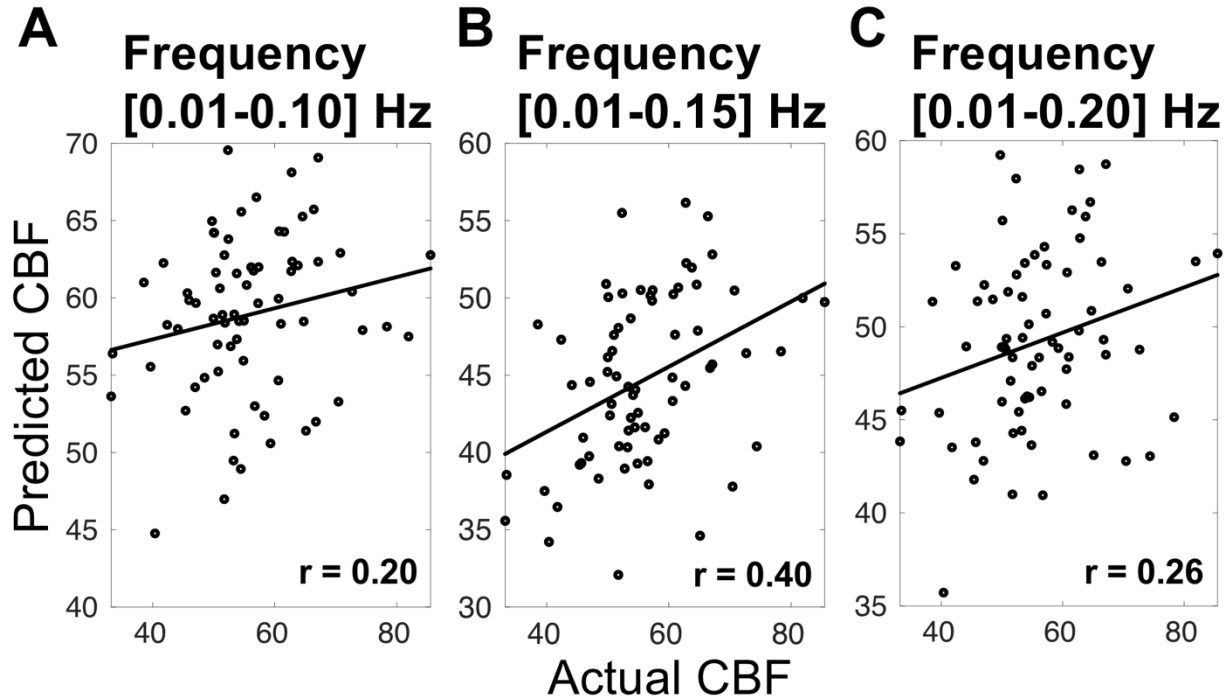 A
Frequency
[0.01-0.10] Hz
B
Frequency
[0.01-0.15] Hz
C
Frequency
[0.01-0.20] Hz
Predicted CBF
70
65
60
55
50
45
40
r = 0.20
40
60
80
60
55
50
45
40
35
30
r = 0.40
40
60
80
60
55
50
45
40
35
r = 0.26
40
60
80
Actual CBF